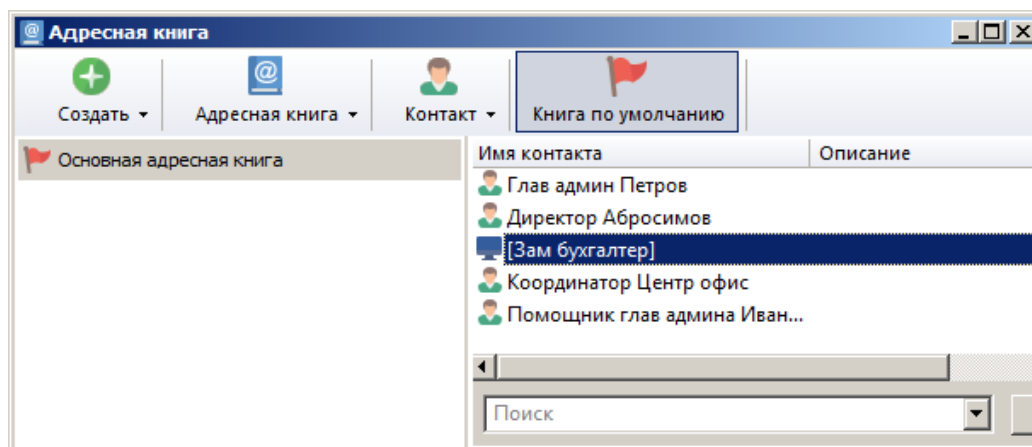 Адресная книга
Создать
Адресная книга
Контакт
Книга по умолчанию
Основная адресная книга
Имя контакта
Описание
Глав админ Петров
Директор Абросимов
[Зам бухгалтер]
Координатор Центр офис
Помощник глав админа Иван...
Поиск